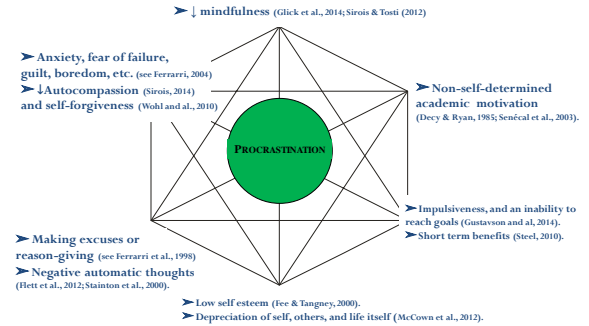 ➤ ↓ mindfulness (Glick et al., 2014; Sirois & Tosti (2012)
➤ Anxiety, fear of failure,
guilt, boredom, etc. (see Ferrarri, 2004)
➤ ↓Autocompassion (Sirois, 2014)
and self-forgiveness (Wohl and al., 2010)
➤ Non-self-determined
academic motivation
(Decy & Ryan, 1985; Senécal et al., 2003).
PROCRASTINATION
➤ Impulsiveness, and an inability to
reach goals (Gustavson and al, 2014).
➤ Short term benefits (Steel, 2010).
➤ Making excuses or
reason-giving (see Ferrari et al., 1998)
➤ Negative automatic thoughts
(Flett et al., 2012; Stainton et al., 2000).
➤ Low self esteem (Fee & Tangney, 2000).
➤ Depreciation of self, others, and life itself (McCown et al., 2012).